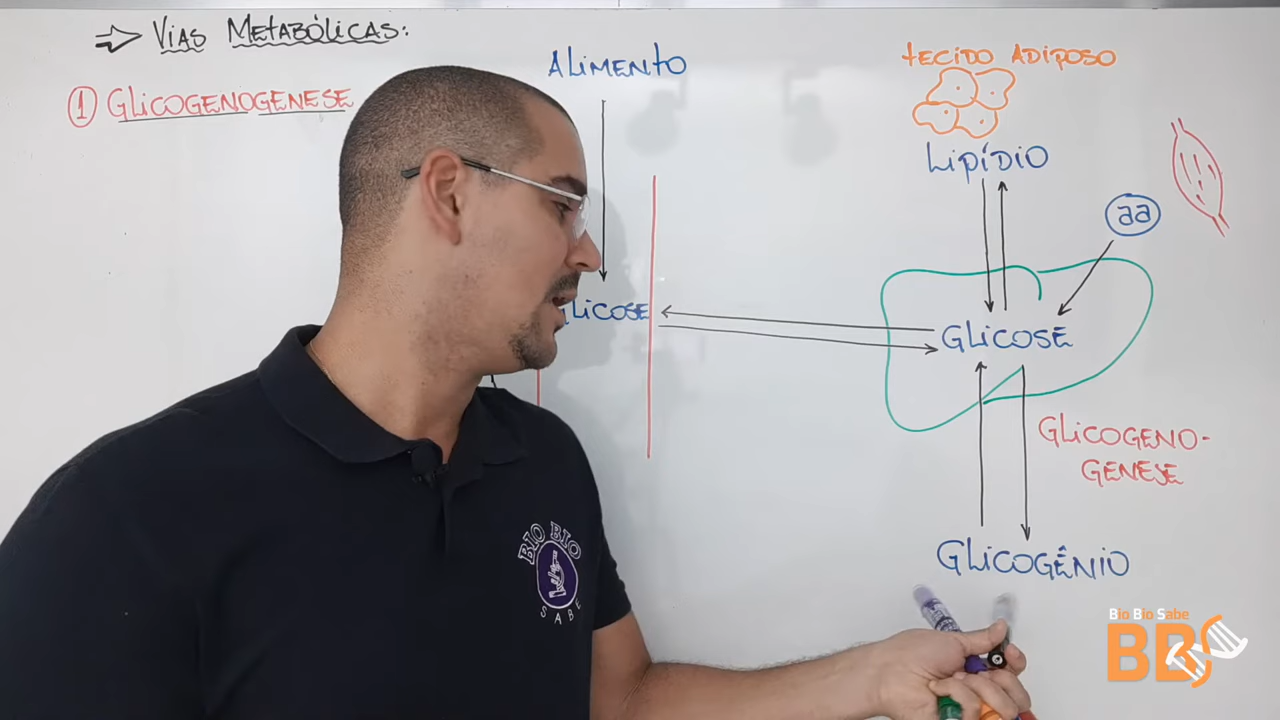 ⇒ Vias Metabólicas:
① Glicogenogenese
Alimento
Glicose
tecido adiposo
Lipídio
aa
Glicose
Glicogeno-
genese
Glicogênio
BIO BIO
SABE
Bio Bio Sabe
BBS